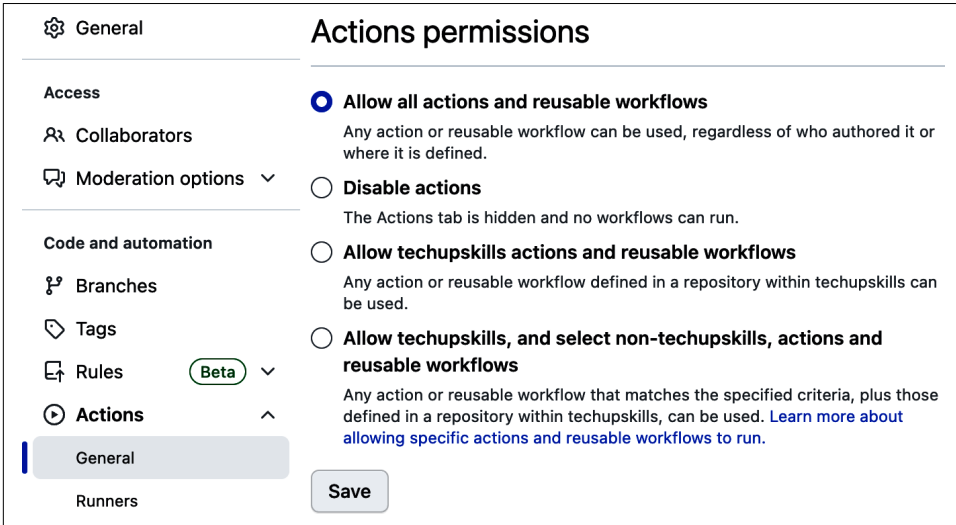 General
Access
Collaborators
Moderation options
Code and automation
Branches
Tags
Rules Beta
Actions
General
Runners
Actions permissions
Allow all actions and reusable workflows
Any action or reusable workflow can be used, regardless of who authored it or
where it is defined.
Disable actions
The Actions tab is hidden and no workflows can run.
Allow techupskills actions and reusable workflows
Any action or reusable workflow defined in a repository within techupskills can
be used.
Allow techupskills, and select non-techupskills, actions and
reusable workflows
Any action or reusable workflow that matches the specified criteria, plus those
defined in a repository within techupskills, can be used. Learn more about
allowing specific actions and reusable workflows to run.
Save